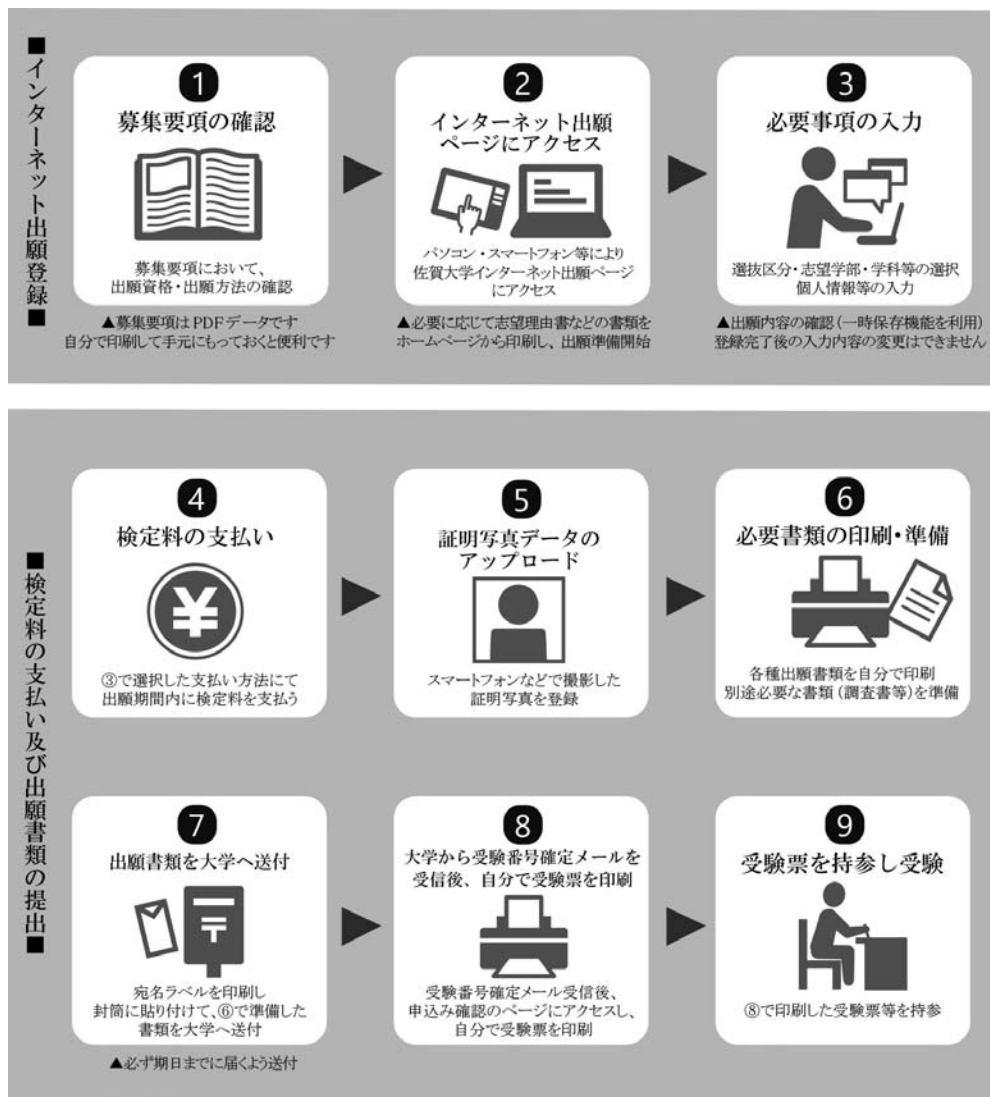 ■インターネット出願登録■
1
募集要項の確認
募集要項において、
出願資格・出願方法の確認
▲募集要項はPDFデータです
自分で印刷して手元にもっておくと便利です
2
インターネット出願
ページにアクセス
パソコン・スマートフォン等により
佐賀大学インターネット出願ページ
にアクセス
▲必要に応じて志望理由書などの書類を
ホームページから印刷し、出願準備開始
3
必要事項の入力
選抜区分・志望学部・学科等の選択
個人情報等の入力
▲出願内容の確認(一時保存機能を利用)
登録完了後の入力内容の変更はできません
■検定料の支払い及び出願書類の提出■
4
検定料の支払い
¥
③で選択した支払い方法にて
出願期間内に検定料を支払う
5
証明写真データの
アップロード
スマートフォンなどで撮影した
証明写真を登録
6
必要書類の印刷・準備
各種出願書類を自分で印刷
別途必要な書類(調査書等)を準備
7
出願書類を大学へ送付
〒
宛名ラベルを印刷し
封筒に貼り付けて、⑥で準備した
書類を大学へ送付
▲必ず期日までに届くよう送付
8
大学から受験番号確定メールを
受信後、自分で受験票を印刷
受験番号確定メール受信後、
申込み確認のページにアクセスし、
自分で受験票を印刷
9
受験票を持参し受験
⑧で印刷した受験票等を持参